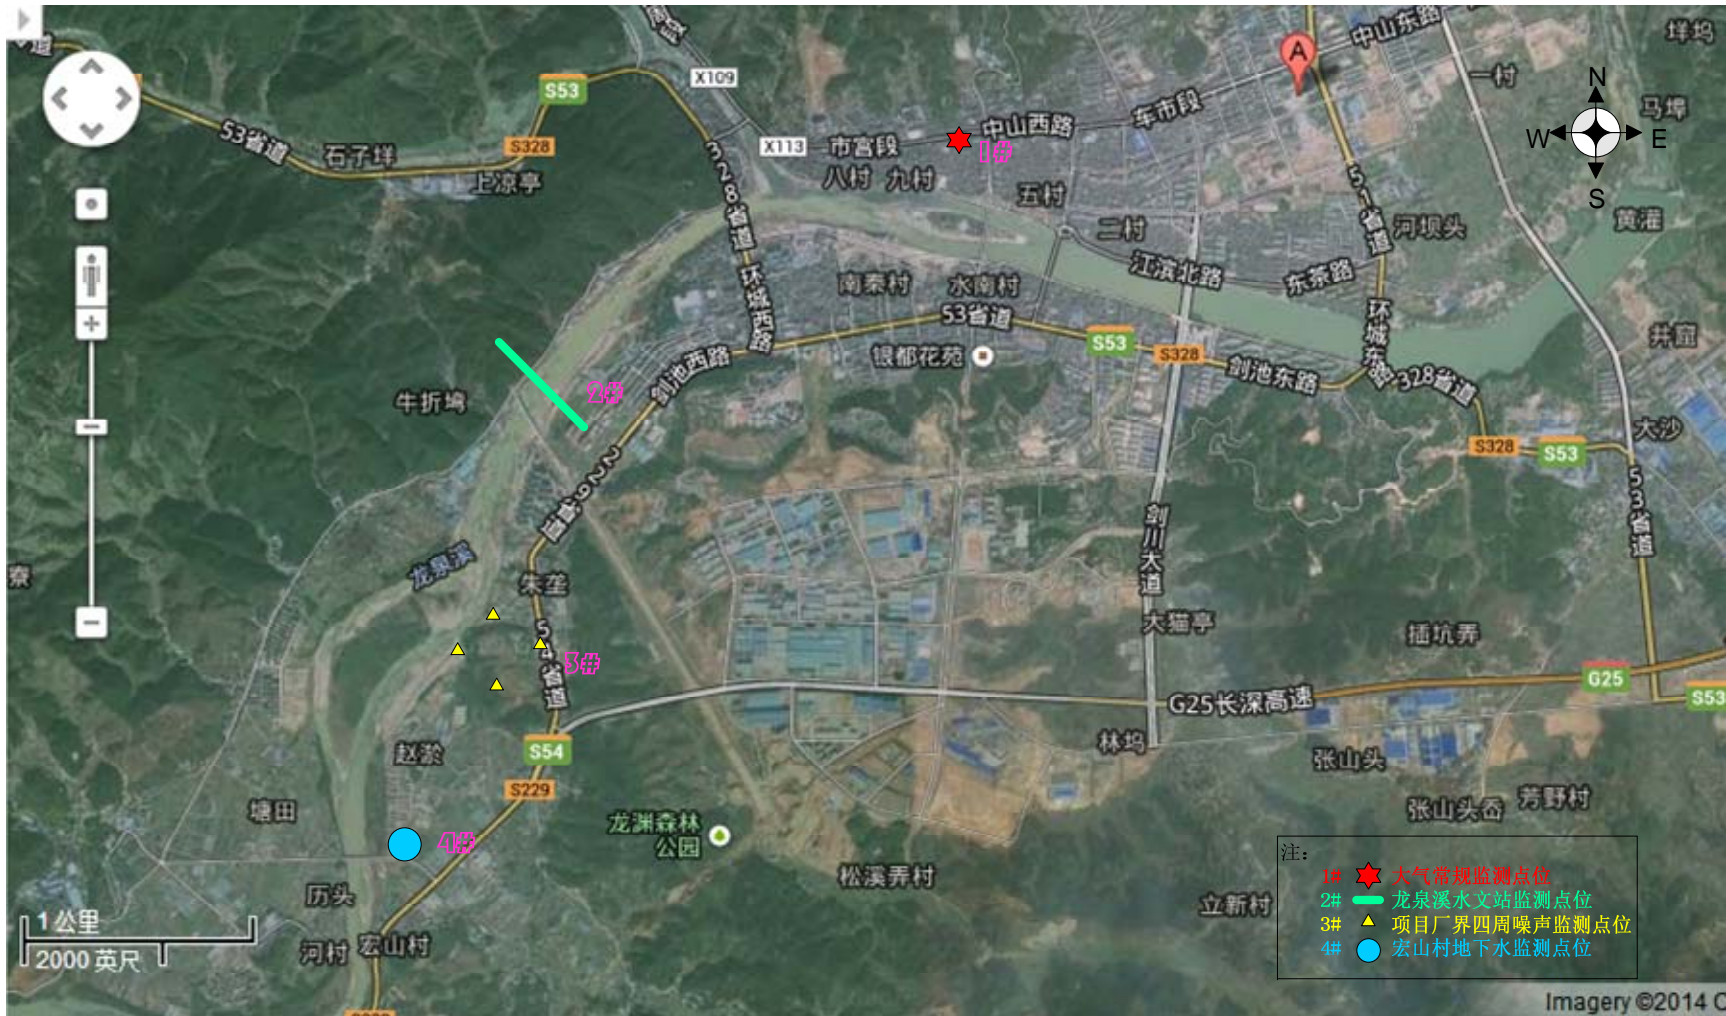 中山东路
垟坞
一村
N
A
S53
X109
马埠
53省道
石子垟
S328
上凉亭
X113
市富段
中山西路
车市段
1#
W
E
S
八村
九村
五村
二村
328省道
51省道
河坝头
黄灌
江滨北路
东茶路
南秦村
水南村
53省道
环城西路
环城东路
井㽏
银都花苑
S53
S328
剑池西路
剑池东路
328省道
2#
牛折塆
大沙
S328
S53
229省道
53省道
剑川大道
龙泉溪
寮
朱垄
大猫亭
插坑弄
54省道
3#
G25
S53
G25长深高速
赵淤
S54
林坞
张山头
S229
塘田
张山头岙
芳野村
龙渊森林
公园
4#
松溪弄村
历头
立新村
河村
宏山村
1 公里
2000 英尺
注:
1# 大气常规监测点位
2# 龙泉溪水文站监测点位
3# 项目厂界四周噪声监测点位
4# 宏山村地下水监测点位
Imagery ©2014 C